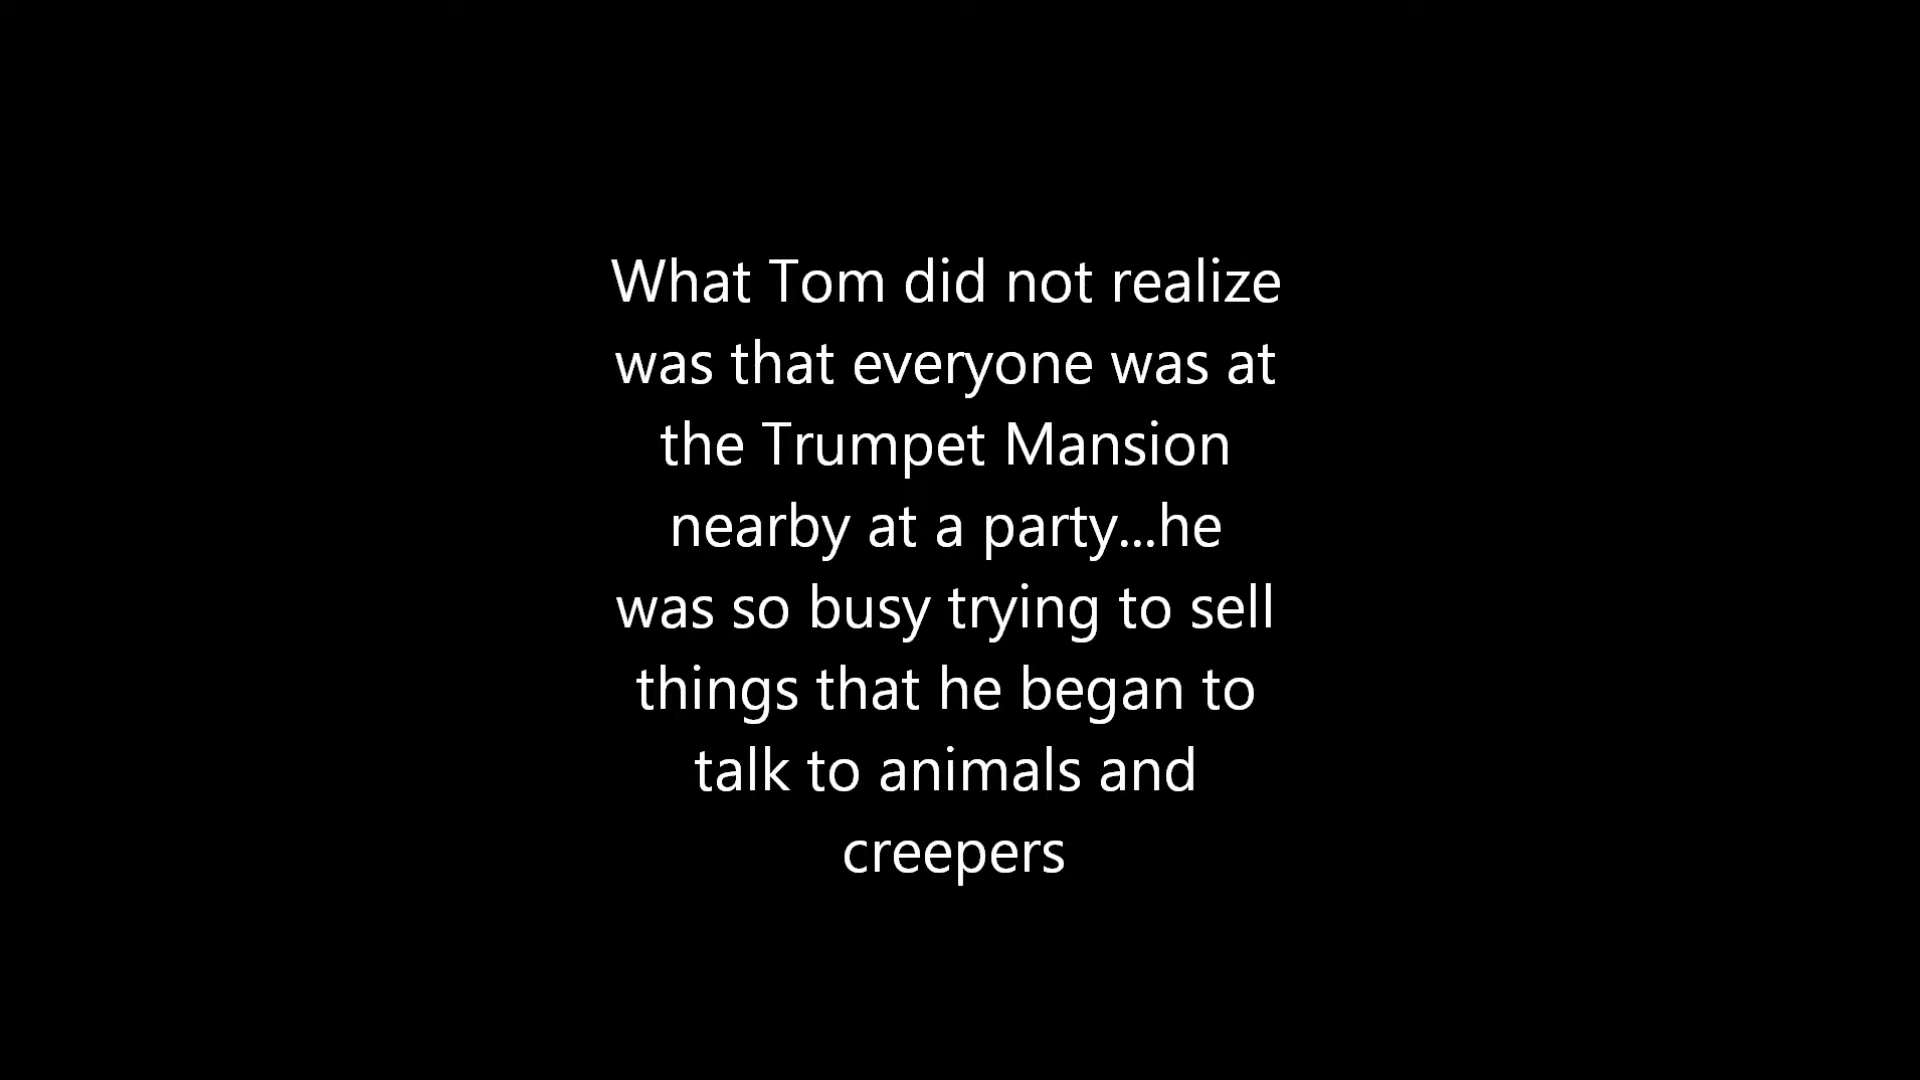 What Tom did not realize
was that everyone was at
the Trumpet Mansion
nearby at a party...he
was so busy trying to sell
things that he began to
talk to animals and
creepers